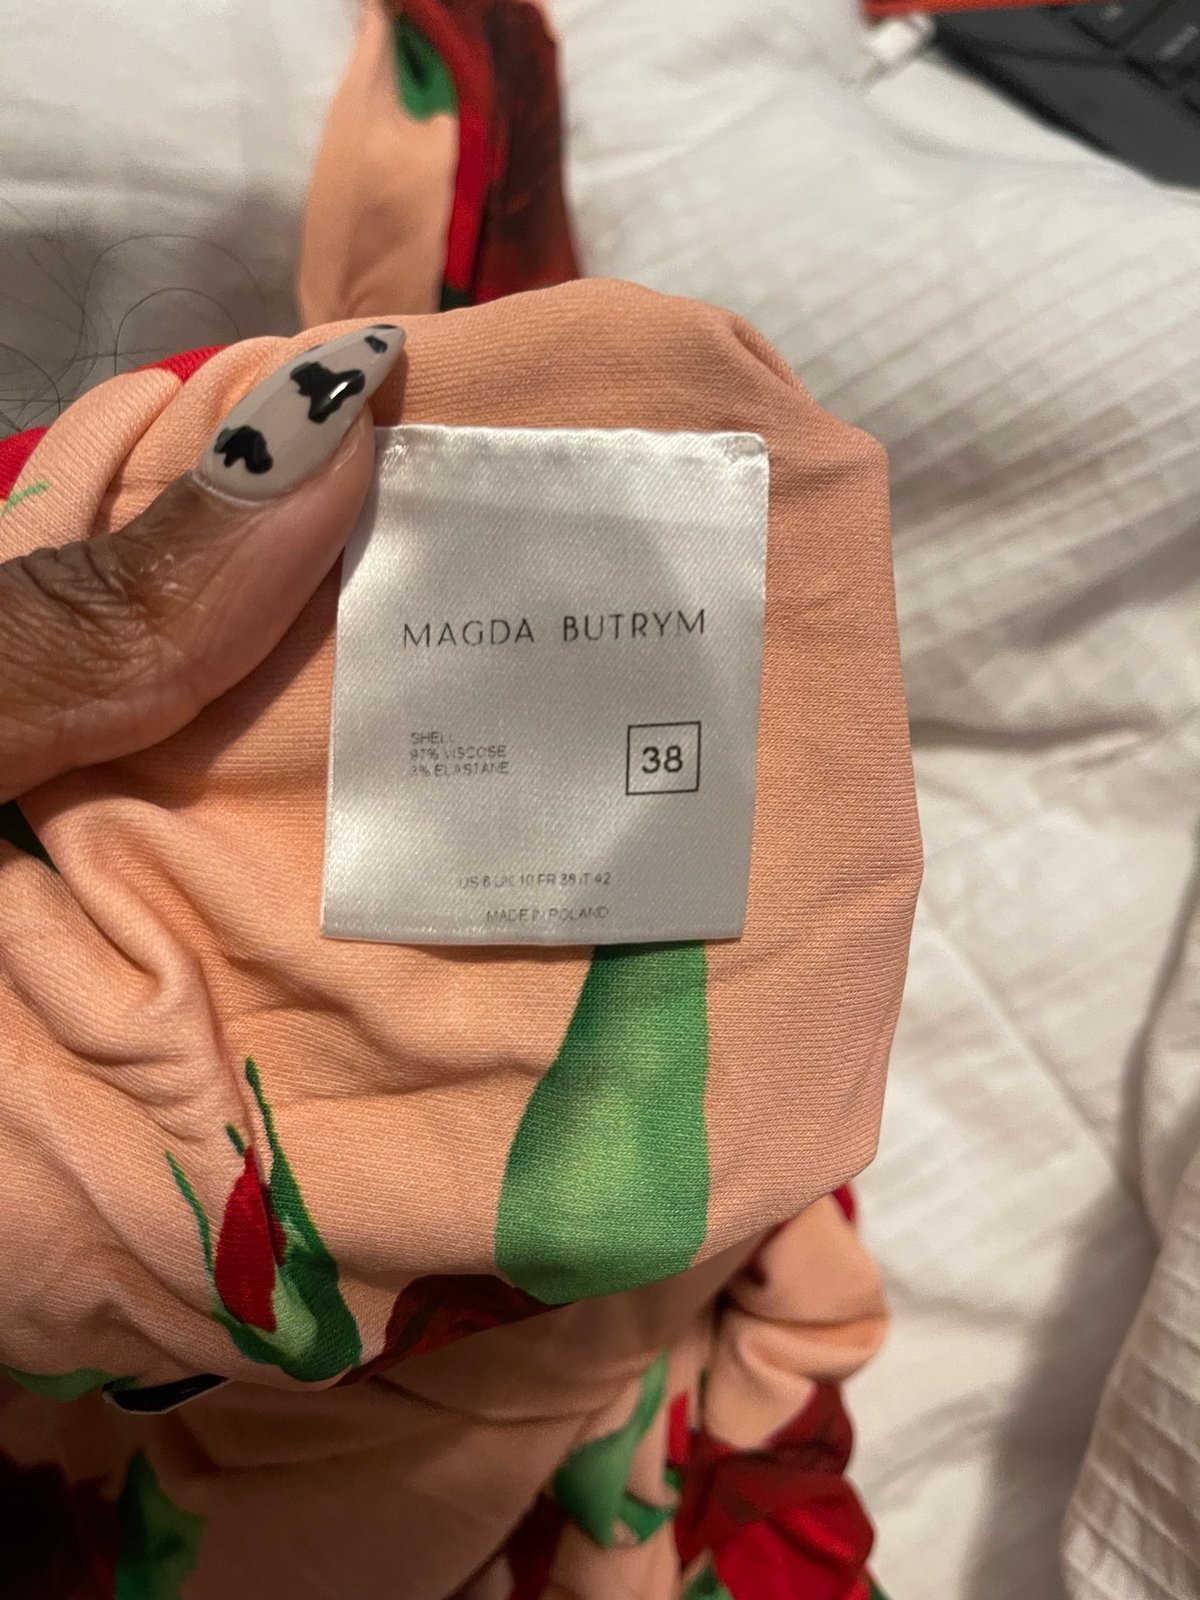 MAGDA BUTRYM
SHELL
97% VISCOSE
3% ELASTANE
38
US 6 UK 10 FR 38 IT 42
MADE IN POLAND